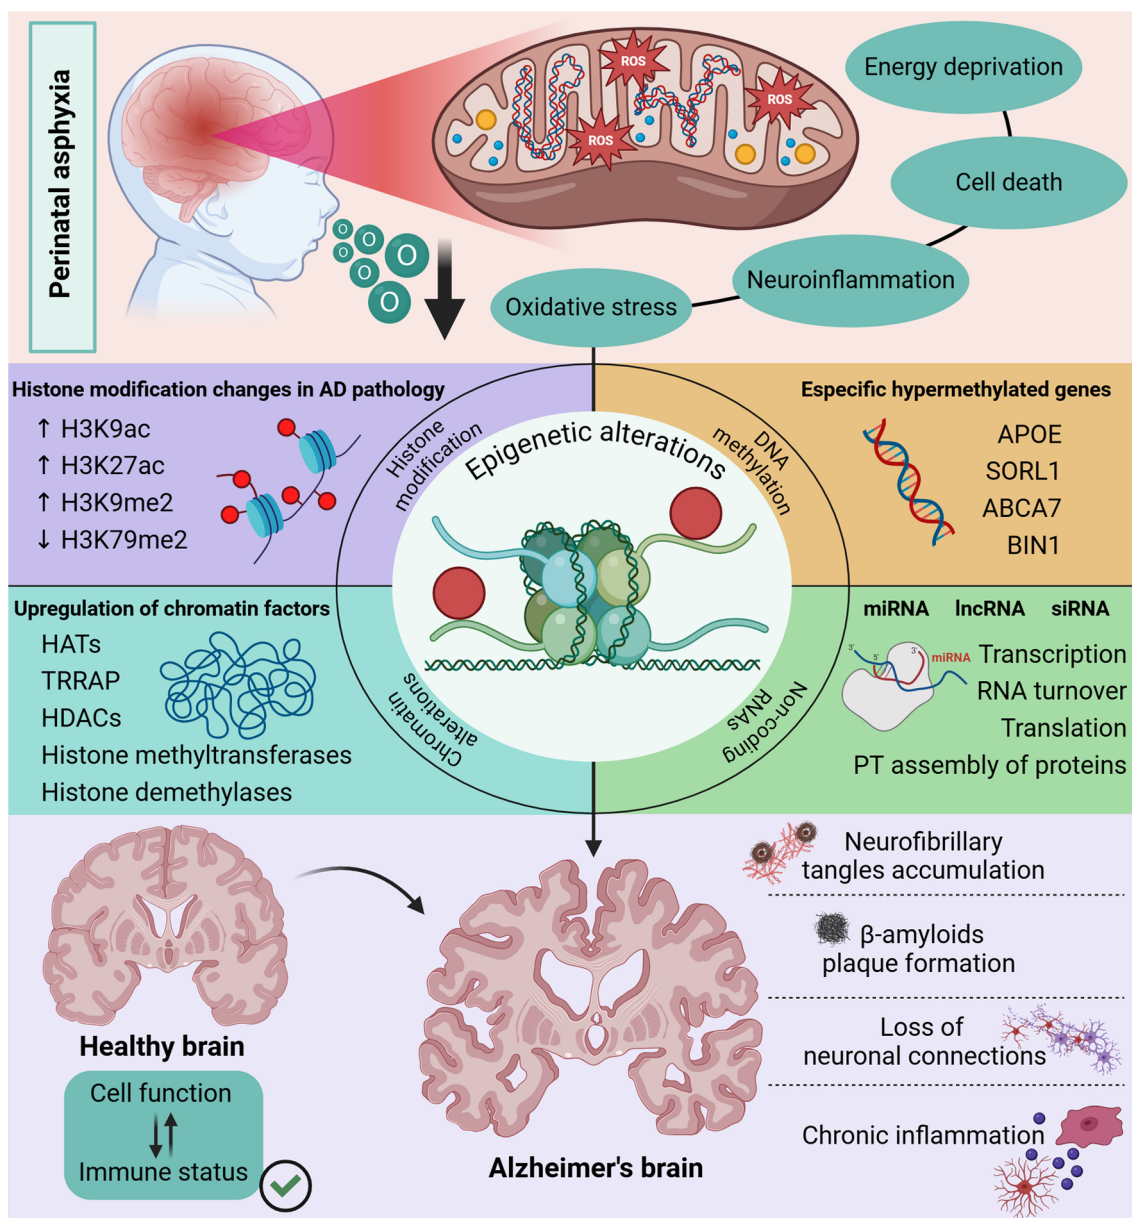 Perinatal asphyxia
ROS
ROS
ROS
O
O
O
O
O
O
Energy deprivation
Cell death
Neuroinflammation
Oxidative stress
Histone modification changes in AD pathology
↑ H3K9ac
↑ H3K27ac
↑ H3K9me2
↓ H3K79me2
Histone
modification
Epigenetic alterations
DNA
methylation
Especific hypermethylated genes
APOE
SORL1
ABCA7
BIN1
Upregulation of chromatin factors
HATs
TRRAP
HDACs
Histone methyltransferases
Histone demethylases
Chromatin
alterations
Non-coding
RNAs
miRNA lncRNA siRNA
3'
5'
3'
miRNA
Transcription
RNA turnover
Translation
PT assembly of proteins
Healthy brain
Cell function
Immune status
Alzheimer's brain
Neurofibrillary
tangles accumulation
β-amyloids
plaque formation
Loss of
neuronal connections
Chronic inflammation